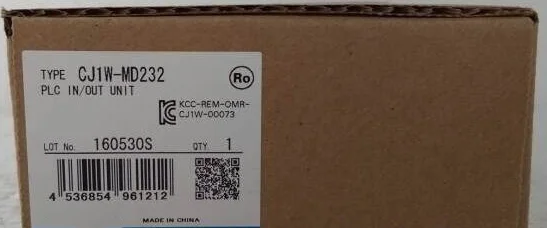 TYPE CJ1W-MD232
PLC IN/OUT UNIT
Ro
KCC-REM-OMR-
CJ1W-00073
LOT No. 160530S QTY 1
4 536854 961212
MADE IN CHINA